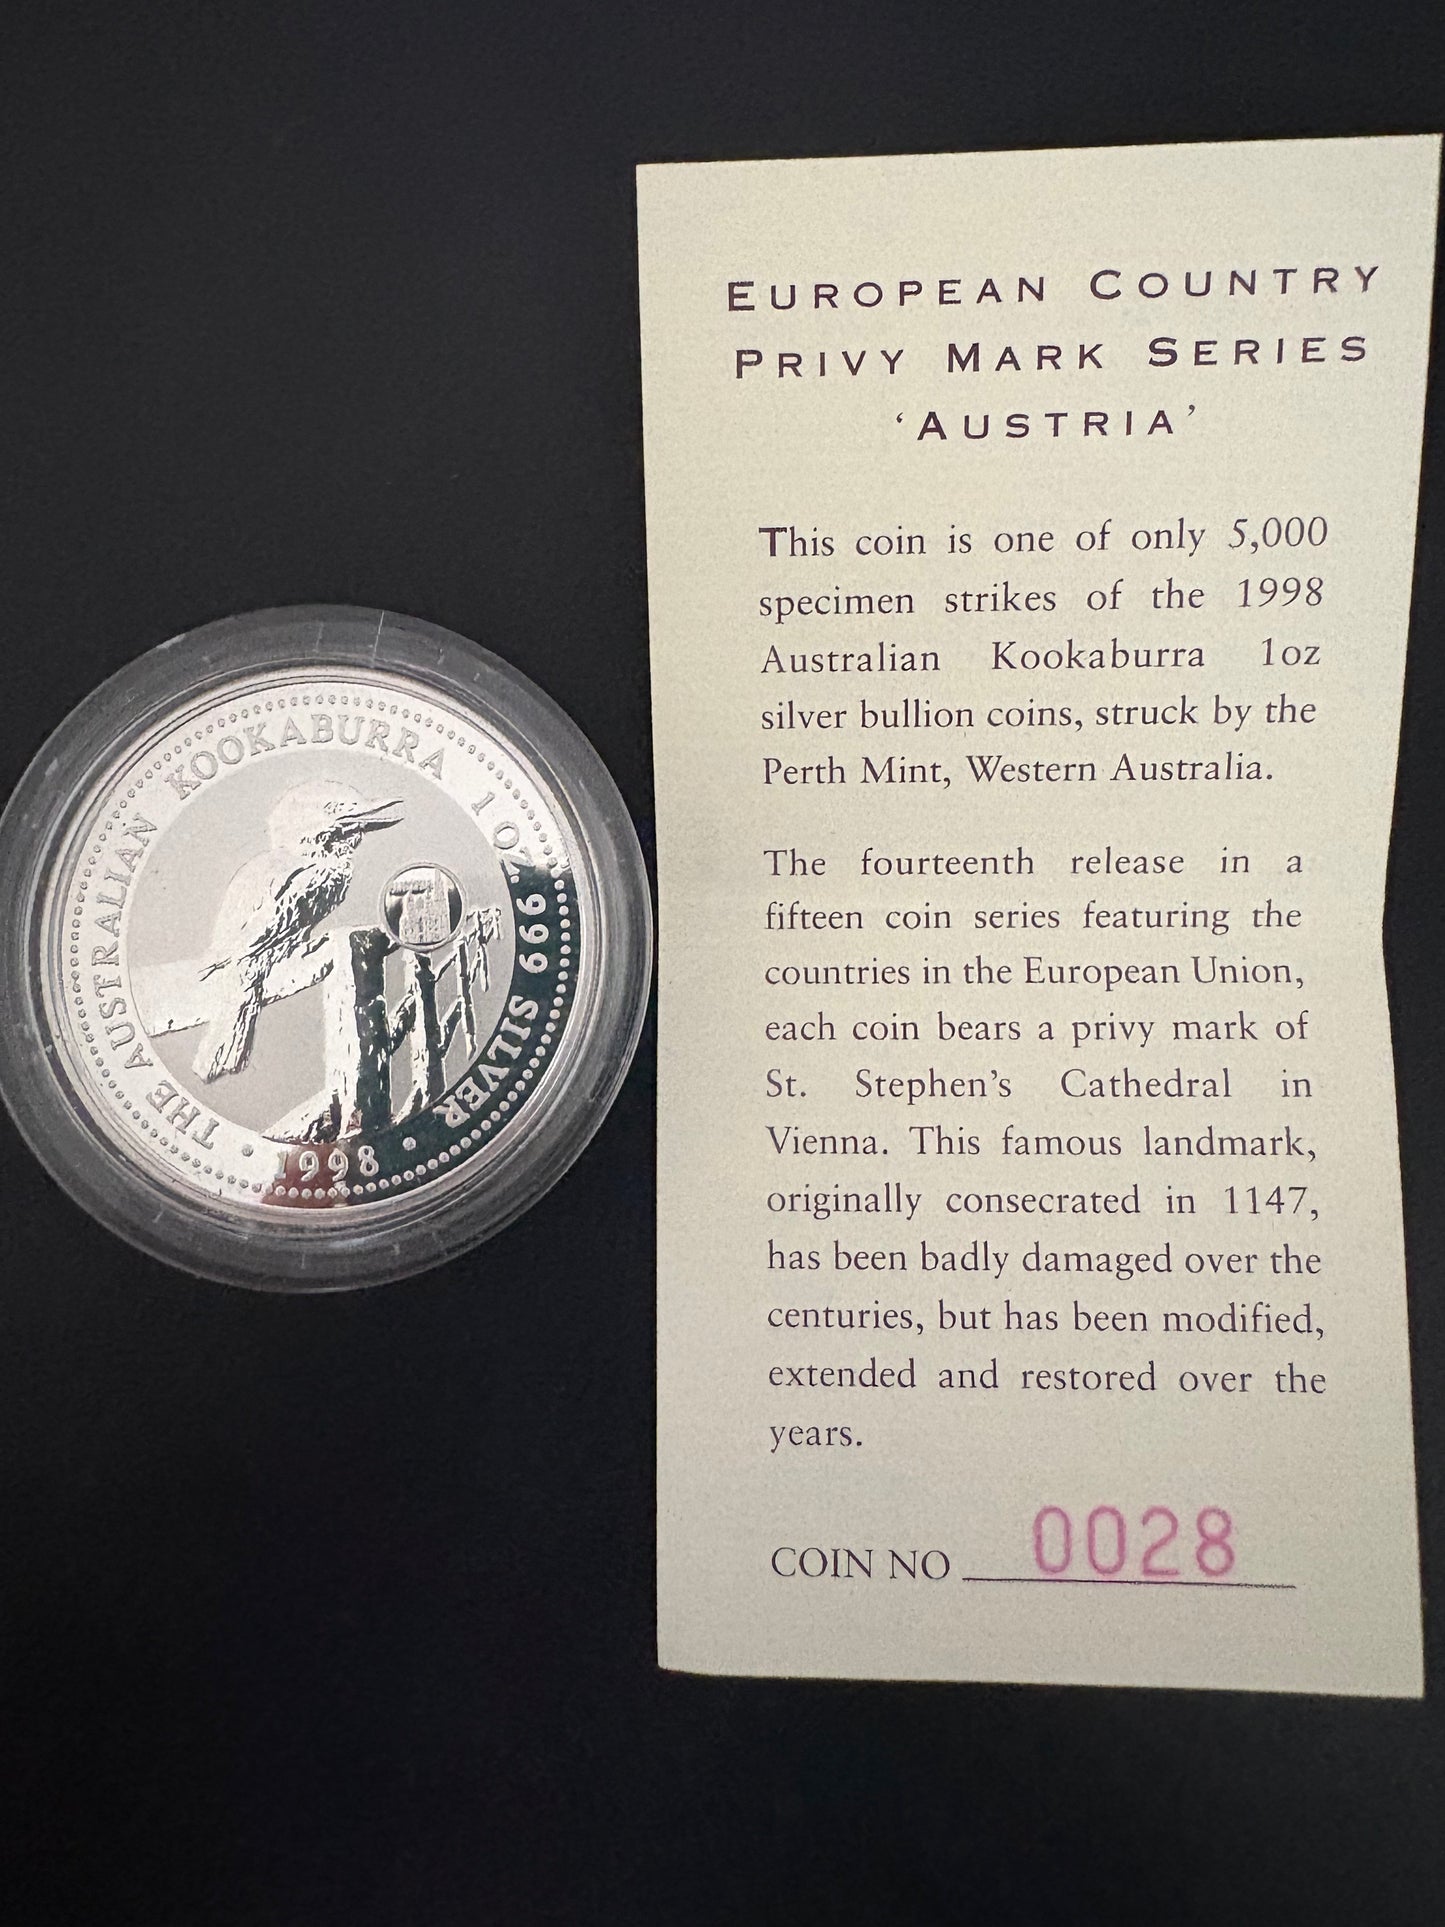 THE AUSTRALIAN KOOKABURRA 1 OZ. 999 SILVER
• 1998 •
EUROPEAN COUNTRY
PRIVY MARK SERIES
‘AUSTRIA’
This coin is one of only 5,000
specimen strikes of the 1998
Australian Kookaburra 1oz
silver bullion coins, struck by the
Perth Mint, Western Australia.
The fourteenth release in a
fifteen coin series featuring the
countries in the European Union,
each coin bears a privy mark of
St. Stephen’s Cathedral in
Vienna. This famous landmark,
originally consecrated in 1147,
has been badly damaged over the
centuries, but has been modified,
extended and restored over the
years.
COIN NO 0028